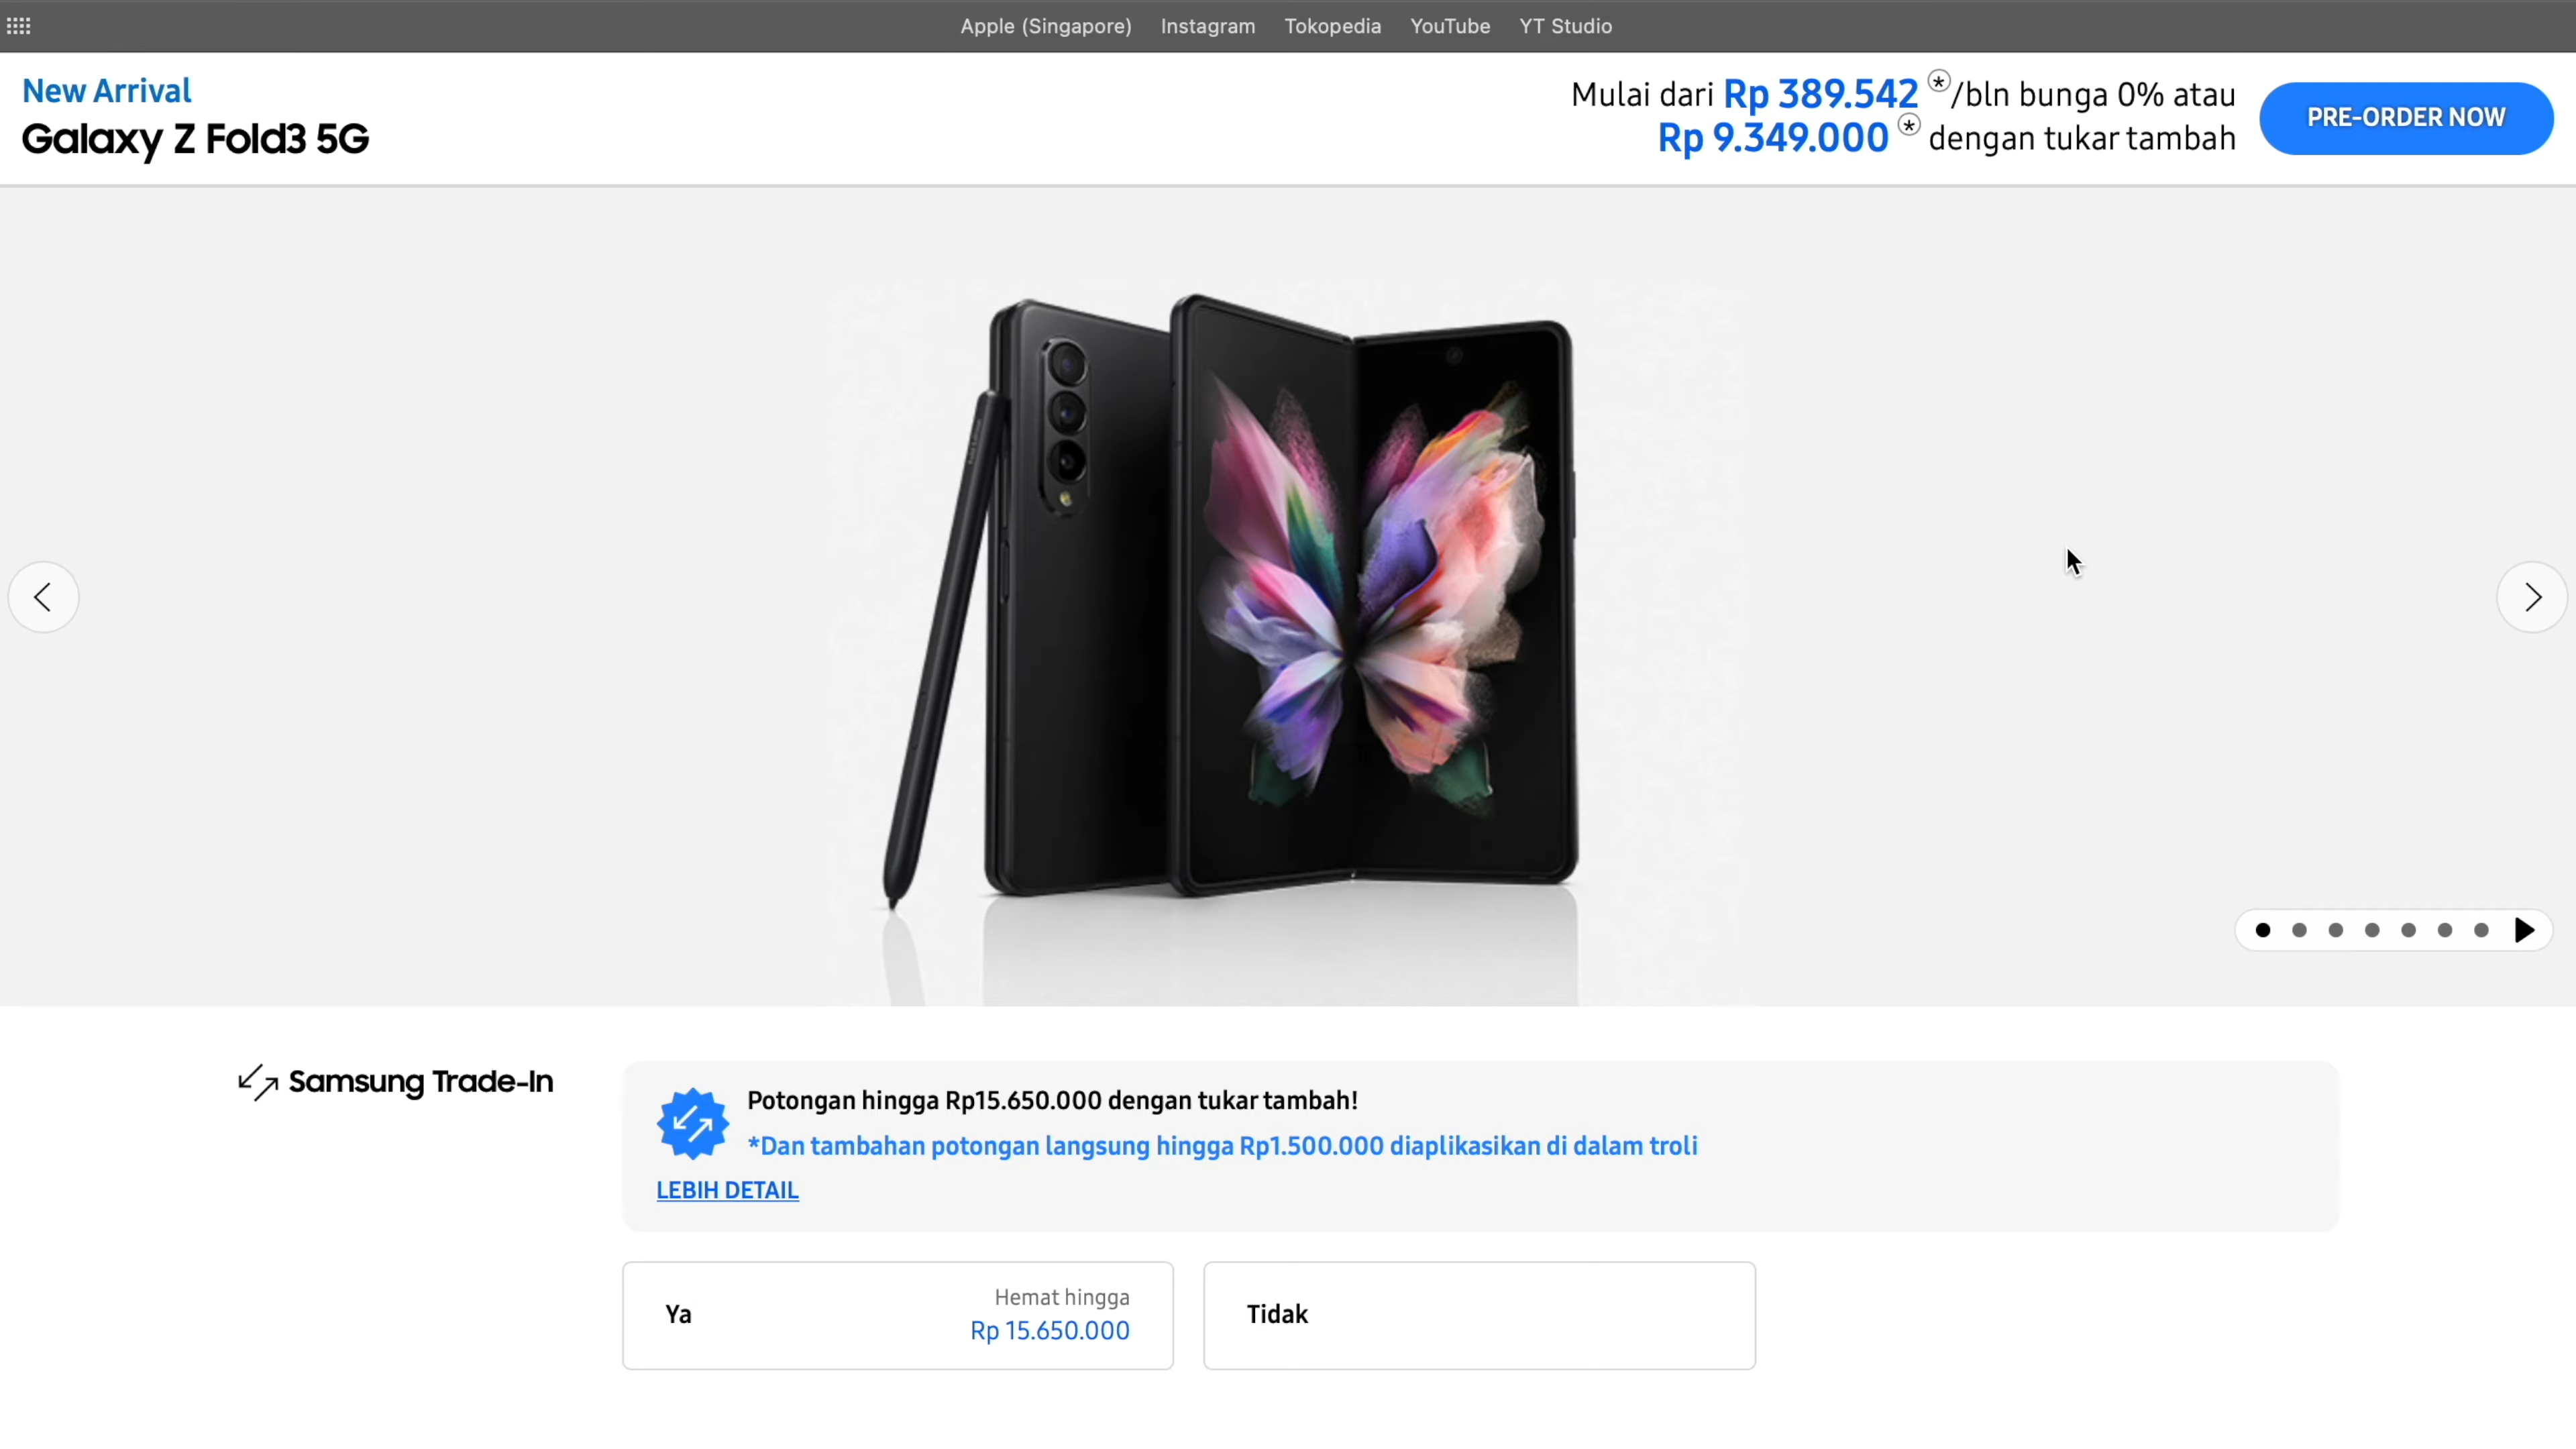 Apple (Singapore) Instagram Tokopedia YouTube YT Studio
New Arrival
Galaxy Z Fold3 5G
Mulai dari Rp 389.542 * /bln bunga 0% atau
Rp 9.349.000 * dengan tukar tambah
PRE-ORDER NOW
Samsung Trade-In
Potongan hingga Rp15.650.000 dengan tukar tambah!
*Dan tambahan potongan langsung hingga Rp1.500.000 diaplikasikan di dalam troli
LEBIH DETAIL
Ya
Hemat hingga
Rp 15.650.000
Tidak